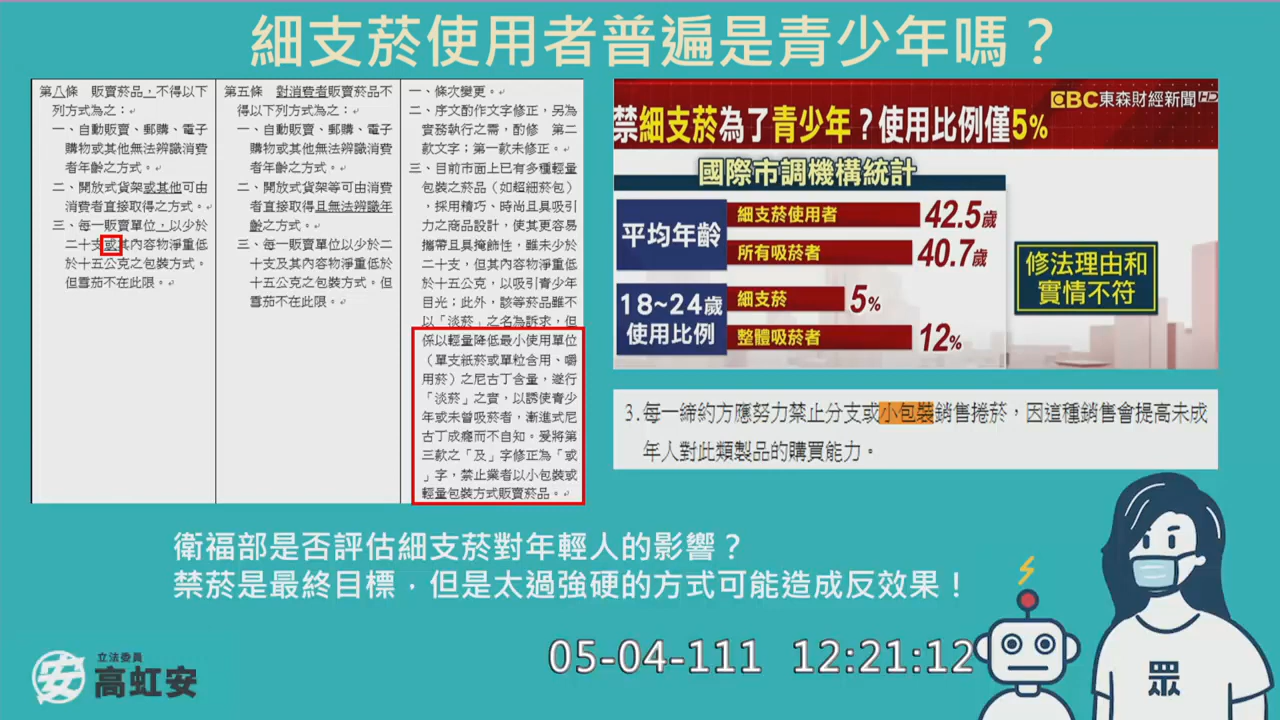 細支菸使用者普遍是青少年嗎？
第八條　販賣菸品，不得以下
列方式為之：
一、自動販賣、郵購、電子
購物或其他無法辨識消費
者年齡之方式。
二、開放式貨架或其他可由
消費者直接取得之方式。
三、每一販賣單位，以少於
二十支或其內容物淨重低
於十五公克之包裝方式。
但雪茄不在此限。
第五條　對消費者販賣菸品不
得以下列方式為之：
一、自動販賣、郵購、電子
購物或其他無法辨識消費
者年齡之方式。
二、開放式貨架等可由消費
者直接取得且無法辨識年
齡之方式。
三、每一販賣單位以少於二
十支及其內容物淨重低於
十五公克之包裝方式。但
雪茄不在此限。
一、條次變更。
二、序文酌作文字修正，另為
實務執行之需，酌修　第二
款文字；第一款未修正。
三、目前市面上已有多種輕量
包裝之菸品（如超細菸包）
，採用精巧、時尚且具吸引
力之商品設計，使其更容易
攜帶且具掩飾性，雖未少於
二十支，但其內容物淨重低
於十五公克，以吸引青少年
目光；此外，該等菸品雖不
以「淡菸」之名為訴求，但
係以輕量降低最小使用單位
（單支紙菸或單粒含用、嚼
用菸）之尼古丁含量，遂行
「淡菸」之實，以誘使青少
年或未曾吸菸者，漸進式尼
古丁成癮而不自知。爰將第
三款之「及」字修正為「或
」字，禁止業者以小包裝或
輕量包裝方式販賣菸品。
EBC東森財經新聞HD
禁細支菸為了青少年？使用比例僅5%
國際市調機構統計
平均年齡
細支菸使用者 42.5歲
所有吸菸者 40.7歲
18~24歲
使用比例
細支菸 5%
整體吸菸者 12%
修法理由和
實情不符
3.每一締約方應努力禁止分支或小包裝銷售捲菸，因這種銷售會提高未成
年人對此類製品的購買能力。
衛福部是否評估細支菸對年輕人的影響？
禁菸是最終目標，但是太過強硬的方式可能造成反效果！
05-04-111 12:21:12
安
立法委員
高虹安
眾